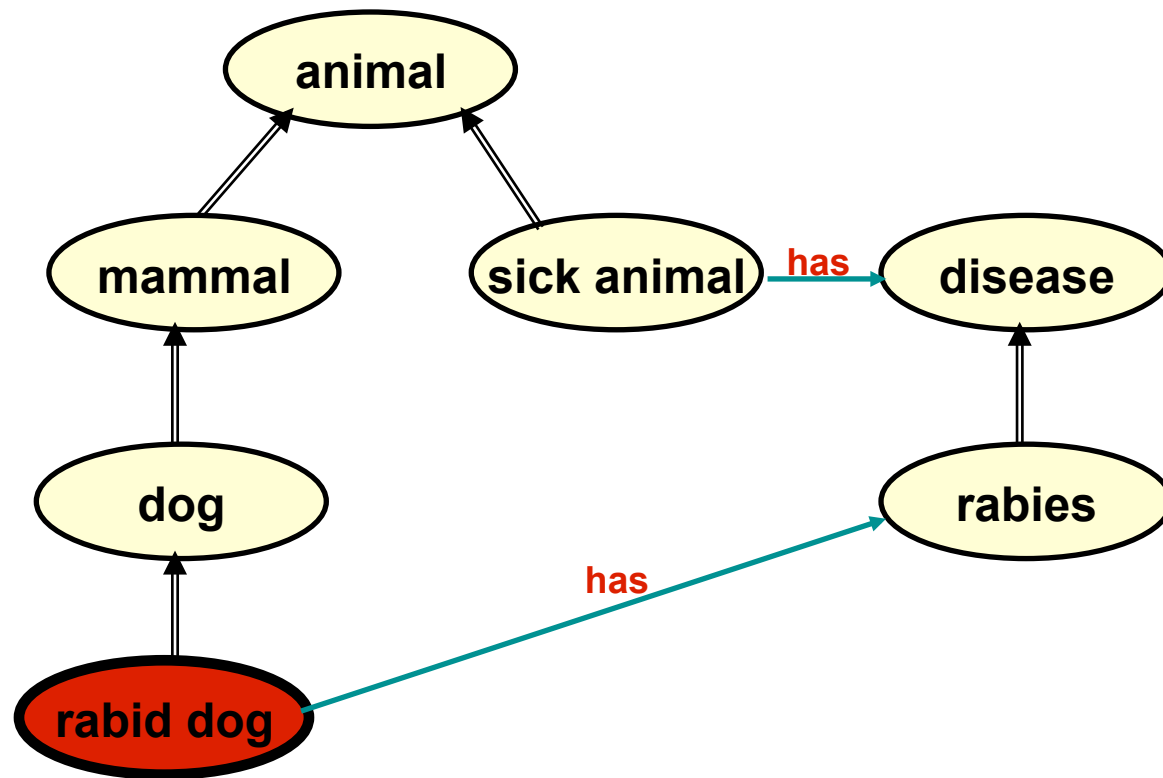 animal
mammal
sick animal
has
disease
dog
rabies
has
rabid dog